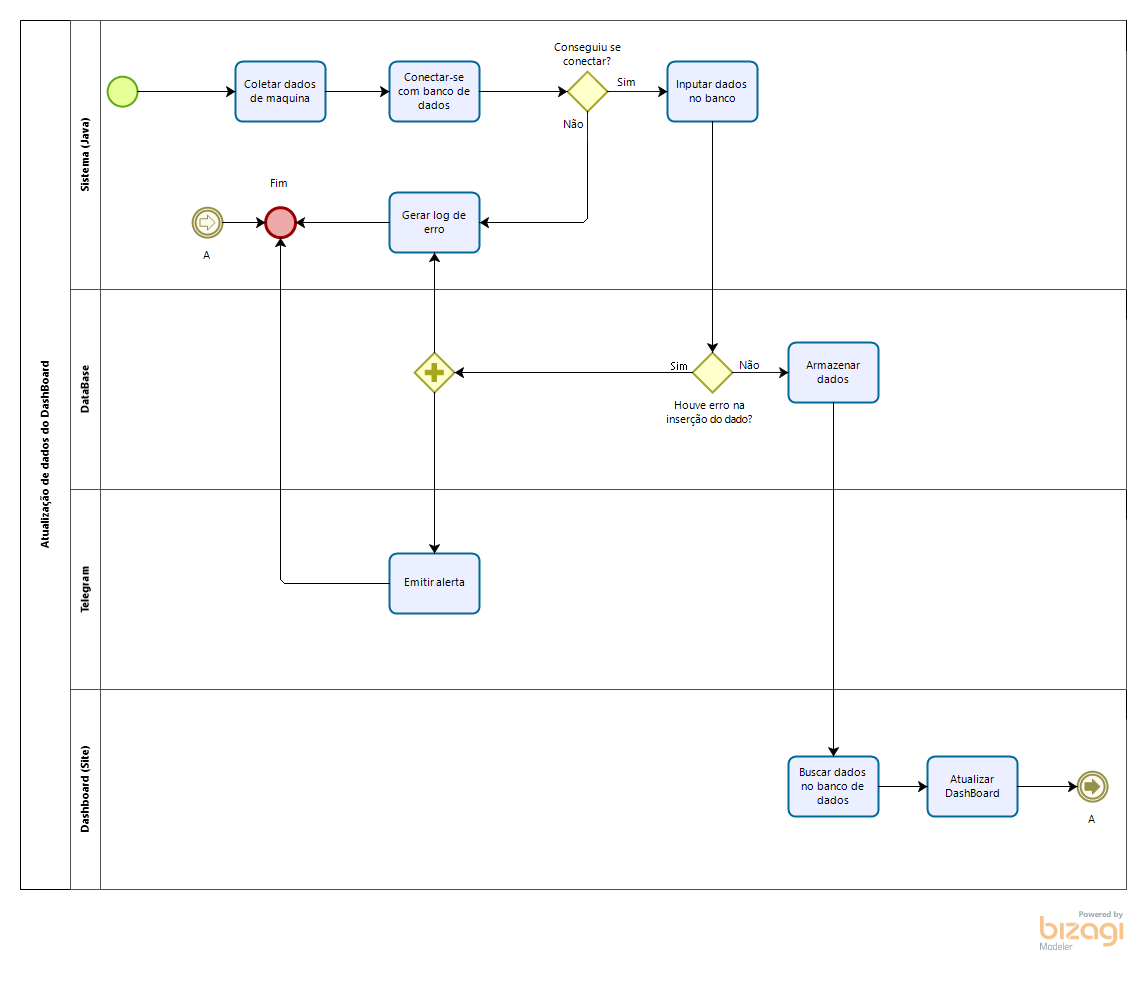 Atualização de dados do DashBoard
Sistema (Java)
Coletar dados
de maquina
Conectar-se
com banco de
dados
Conseguiu se
conectar?
Sim
Não
Inputar dados
no banco
Fim
A
Gerar log de
erro
DataBase
Sim
Não
Houve erro na
inserção do dado?
Armazenar
dados
Telegram
Emitir alerta
Dashboard (Site)
Buscar dados
no banco de
dados
Atualizar
DashBoard
A
Powered by
bizagi
Modeler